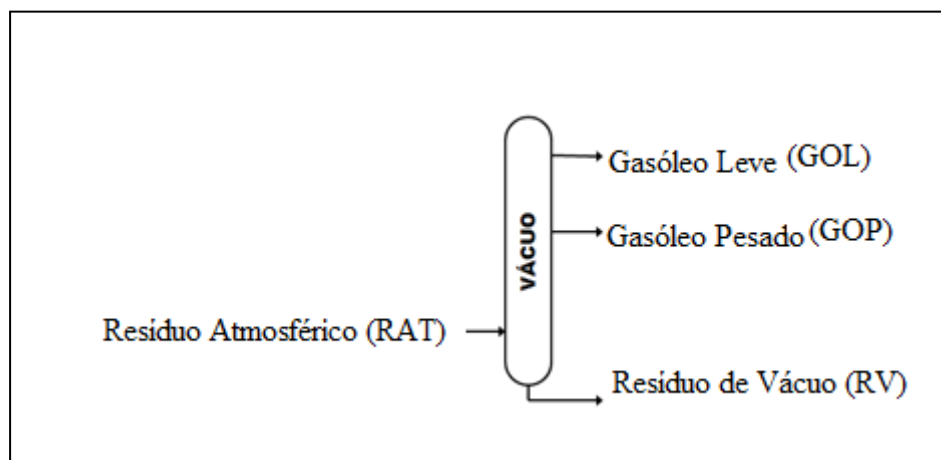 Gasóleo Leve (GOL)
VÁCUO
Gasóleo Pesado (GOP)
Resíduo Atmosférico (RAT)
Resíduo de Vácuo (RV)